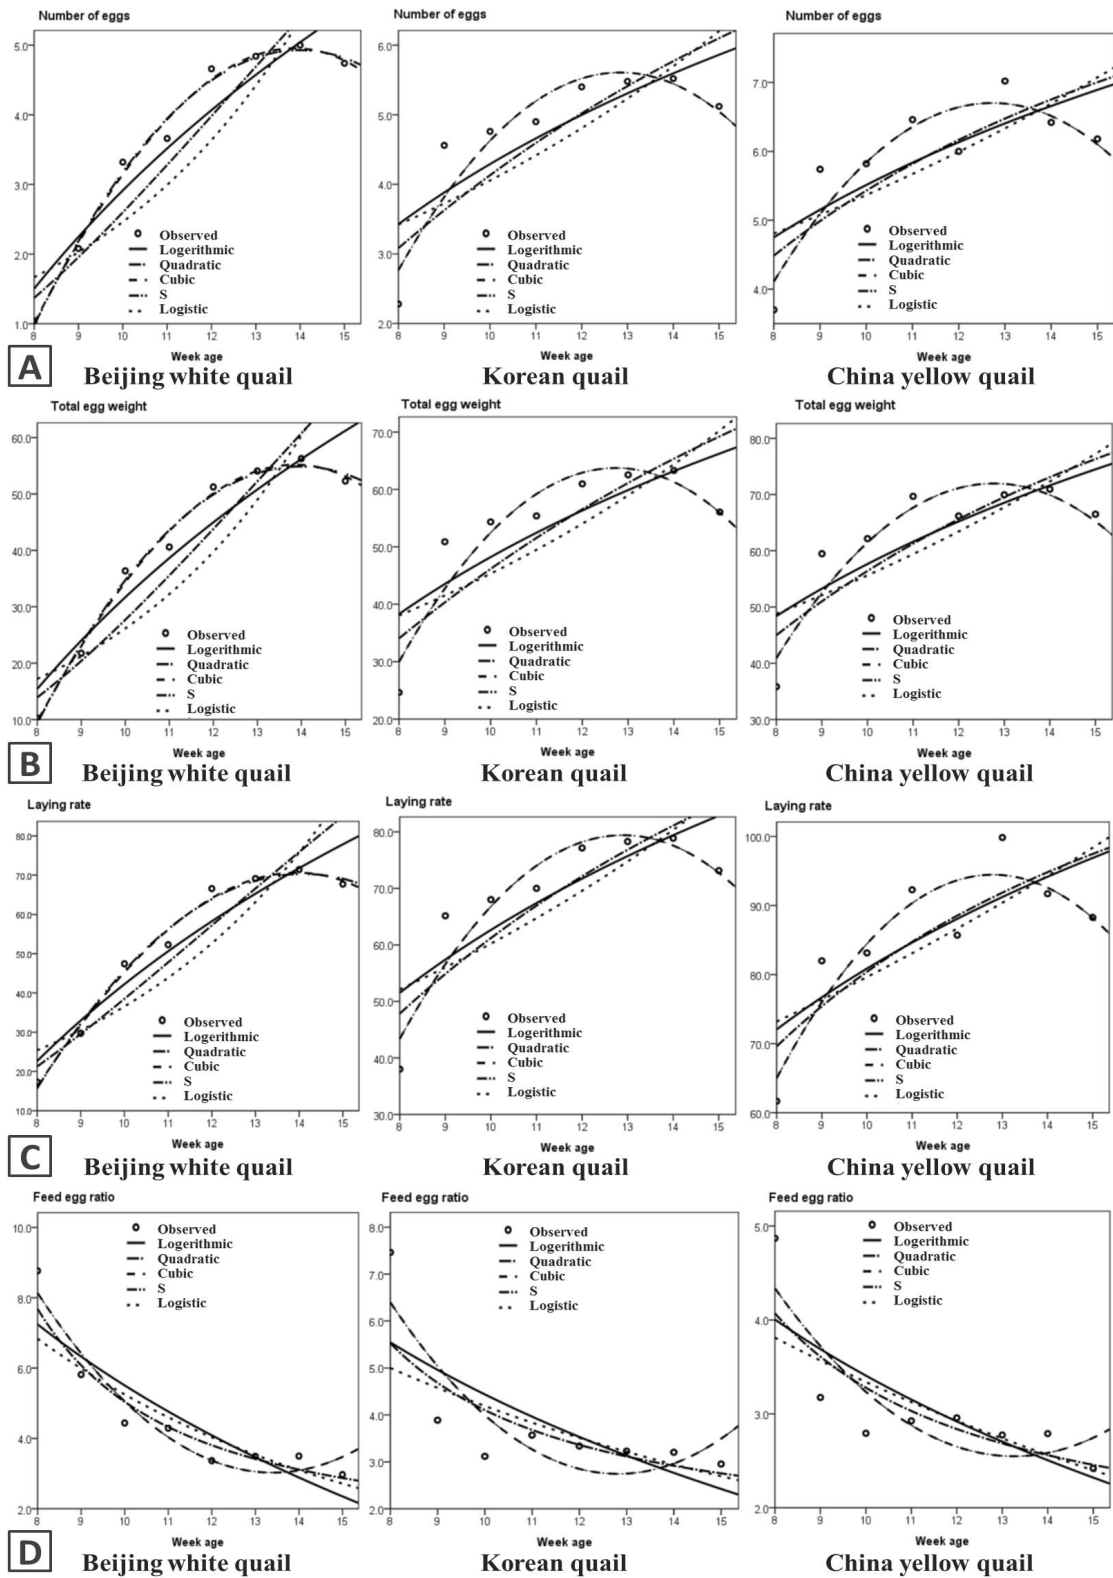 Number of eggs
5.0
4.0
3.0
2.0
1.0
Observed
Logerithmic
Quadratic
Cubic
S
Logistic
8 9 10 11 12 13 14 15
Week age
Beijing white quail
Number of eggs
6.0
5.0
4.0
3.0
2.0
Observed
Logerithmic
Quadratic
Cubic
S
Logistic
8 9 10 11 12 13 14 15
Week age
Korean quail
Number of eggs
7.0
6.0
5.0
4.0
Observed
Logerithmic
Quadratic
Cubic
S
Logistic
8 9 10 11 12 13 14 15
Week age
China yellow quail
A
Total egg weight
60.0
50.0
40.0
30.0
20.0
10.0
Observed
Logerithmic
Quadratic
Cubic
S
Logistic
8 9 10 11 12 13 14 15
Week age
Beijing white quail
Total egg weight
70.0
60.0
50.0
40.0
30.0
20.0
Observed
Logerithmic
Quadratic
Cubic
S
Logistic
8 9 10 11 12 13 14 15
Week age
Korean quail
Total egg weight
80.0
70.0
60.0
50.0
40.0
30.0
Observed
Logerithmic
Quadratic
Cubic
S
Logistic
8 9 10 11 12 13 14 15
Week age
China yellow quail
B
Laying rate
80.0
70.0
60.0
50.0
40.0
30.0
20.0
10.0
Observed
Logerithmic
Quadratic
Cubic
S
Logistic
8 9 10 11 12 13 14 15
Week age
Beijing white quail
Laying rate
80.0
70.0
60.0
50.0
40.0
30.0
Observed
Logerithmic
Quadratic
Cubic
S
Logistic
8 9 10 11 12 13 14 15
Week age
Korean quail
Laying rate
100.0
90.0
80.0
70.0
60.0
Observed
Logerithmic
Quadratic
Cubic
S
Logistic
8 9 10 11 12 13 14 15
Week age
China yellow quail
C
Feed egg ratio
10.0
8.0
6.0
4.0
2.0
Observed
Logerithmic
Quadratic
Cubic
S
Logistic
8 9 10 11 12 13 14 15
Week age
Beijing white quail
Feed egg ratio
8.0
7.0
6.0
5.0
4.0
3.0
2.0
Observed
Logerithmic
Quadratic
Cubic
S
Logistic
8 9 10 11 12 13 14 15
Week age
Korean quail
Feed egg ratio
5.0
4.0
3.0
2.0
Observed
Logerithmic
Quadratic
Cubic
S
Logistic
8 9 10 11 12 13 14 15
Week age
China yellow quail
D